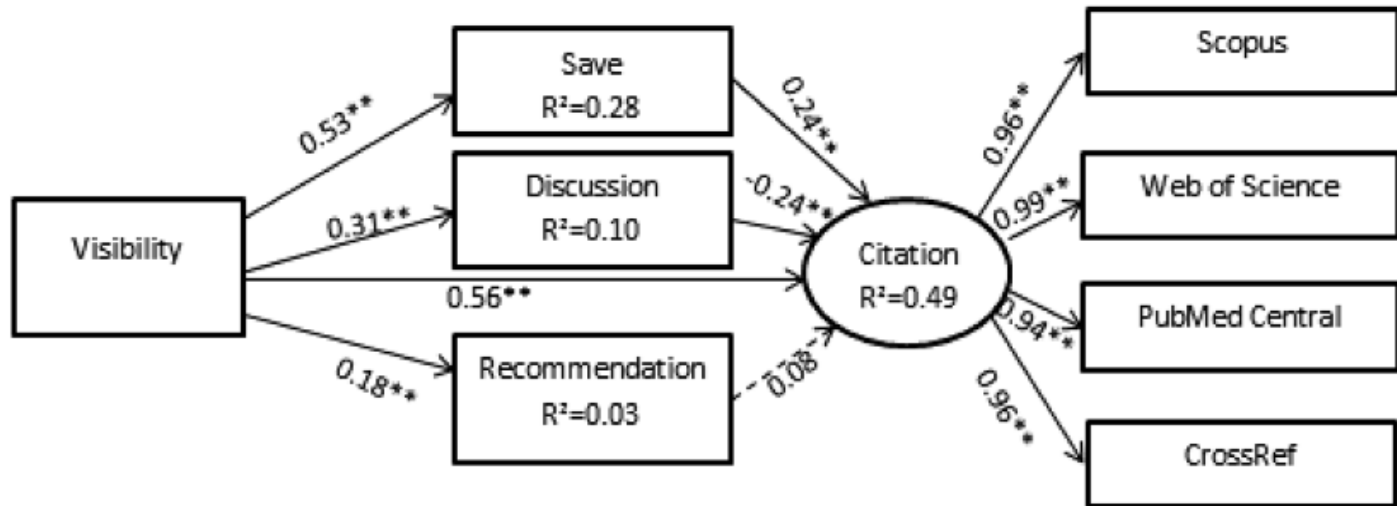 Visibility
0.53**
0.31**
0.56**
0.18**
Save
R²=0.28
Discussion
R²=0.10
Recommendation
R²=0.03
0.24**
-0.24**
0.08
Citation
R²=0.49
0.96**
0.99**
0.94**
0.96**
Scopus
Web of Science
PubMed Central
CrossRef